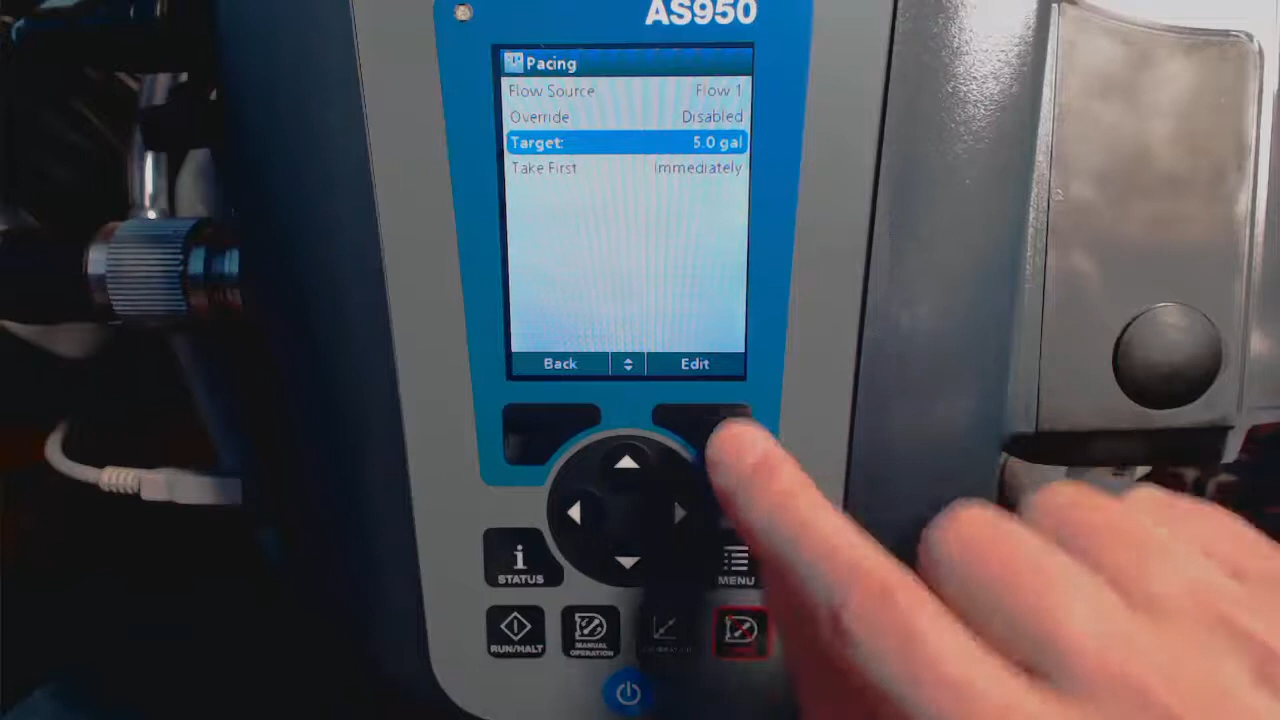 AS950
Pacing
Flow Source Flow 1
Override Disabled
Target: 5.0 gal
Take First Immediately
Back Edit
i
STATUS
MENU
RUN/HALT
MANUAL
OPERATION